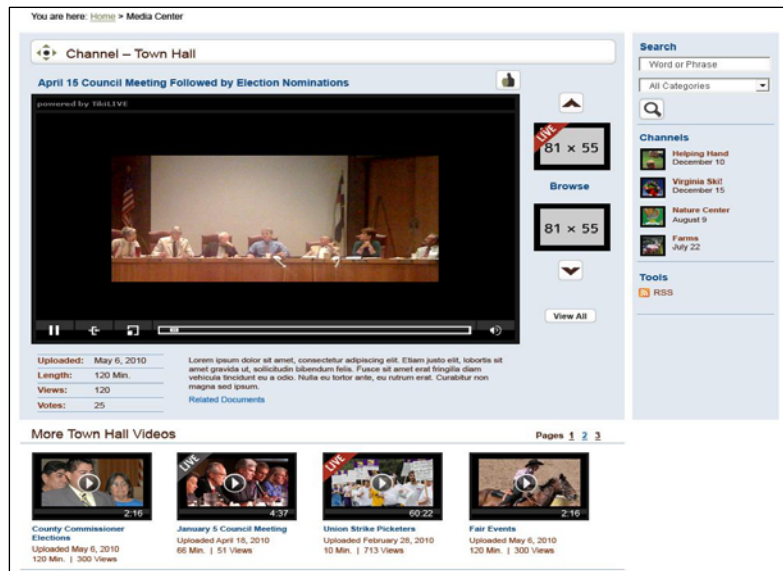 You are here: Home > Media Center
Channel – Town Hall
April 15 Council Meeting Followed by Election Nominations
powered by TikiLIVE
LIVE
81 × 55
Browse
81 × 55
View All
Uploaded: May 6, 2010
Length: 120 Min.
Views: 120
Votes: 25
Lorem ipsum dolor sit amet, consectetur adipiscing elit. Etiam justo elit, lobortis sit
amet gravida ut, sollicitudin bibendum felis. Fusce sit amet erat fringilla diam
vehicula tincidunt eu a odio. Nulla eu tortor ante, eu rutrum erat. Curabitur non
magna sed ipsum.
Related Documents
Search
Word or Phrase
All Categories
Channels
Helping Hand
December 10
Virginia Ski!
December 15
Nature Center
August 9
Farms
July 22
Tools
RSS
More Town Hall Videos
Pages 1 2 3
2:16
County Commissioner
Elections
Uploaded May 6, 2010
120 Min. | 300 Views
LIVE
4:37
January 5 Council Meeting
Uploaded April 18, 2010
66 Min. | 51 Views
LIVE
60:22
Union Strike Picketers
Uploaded February 28, 2010
10 Min. | 713 Views
2:16
Fair Events
Uploaded May 6, 2010
120 Min. | 300 Views